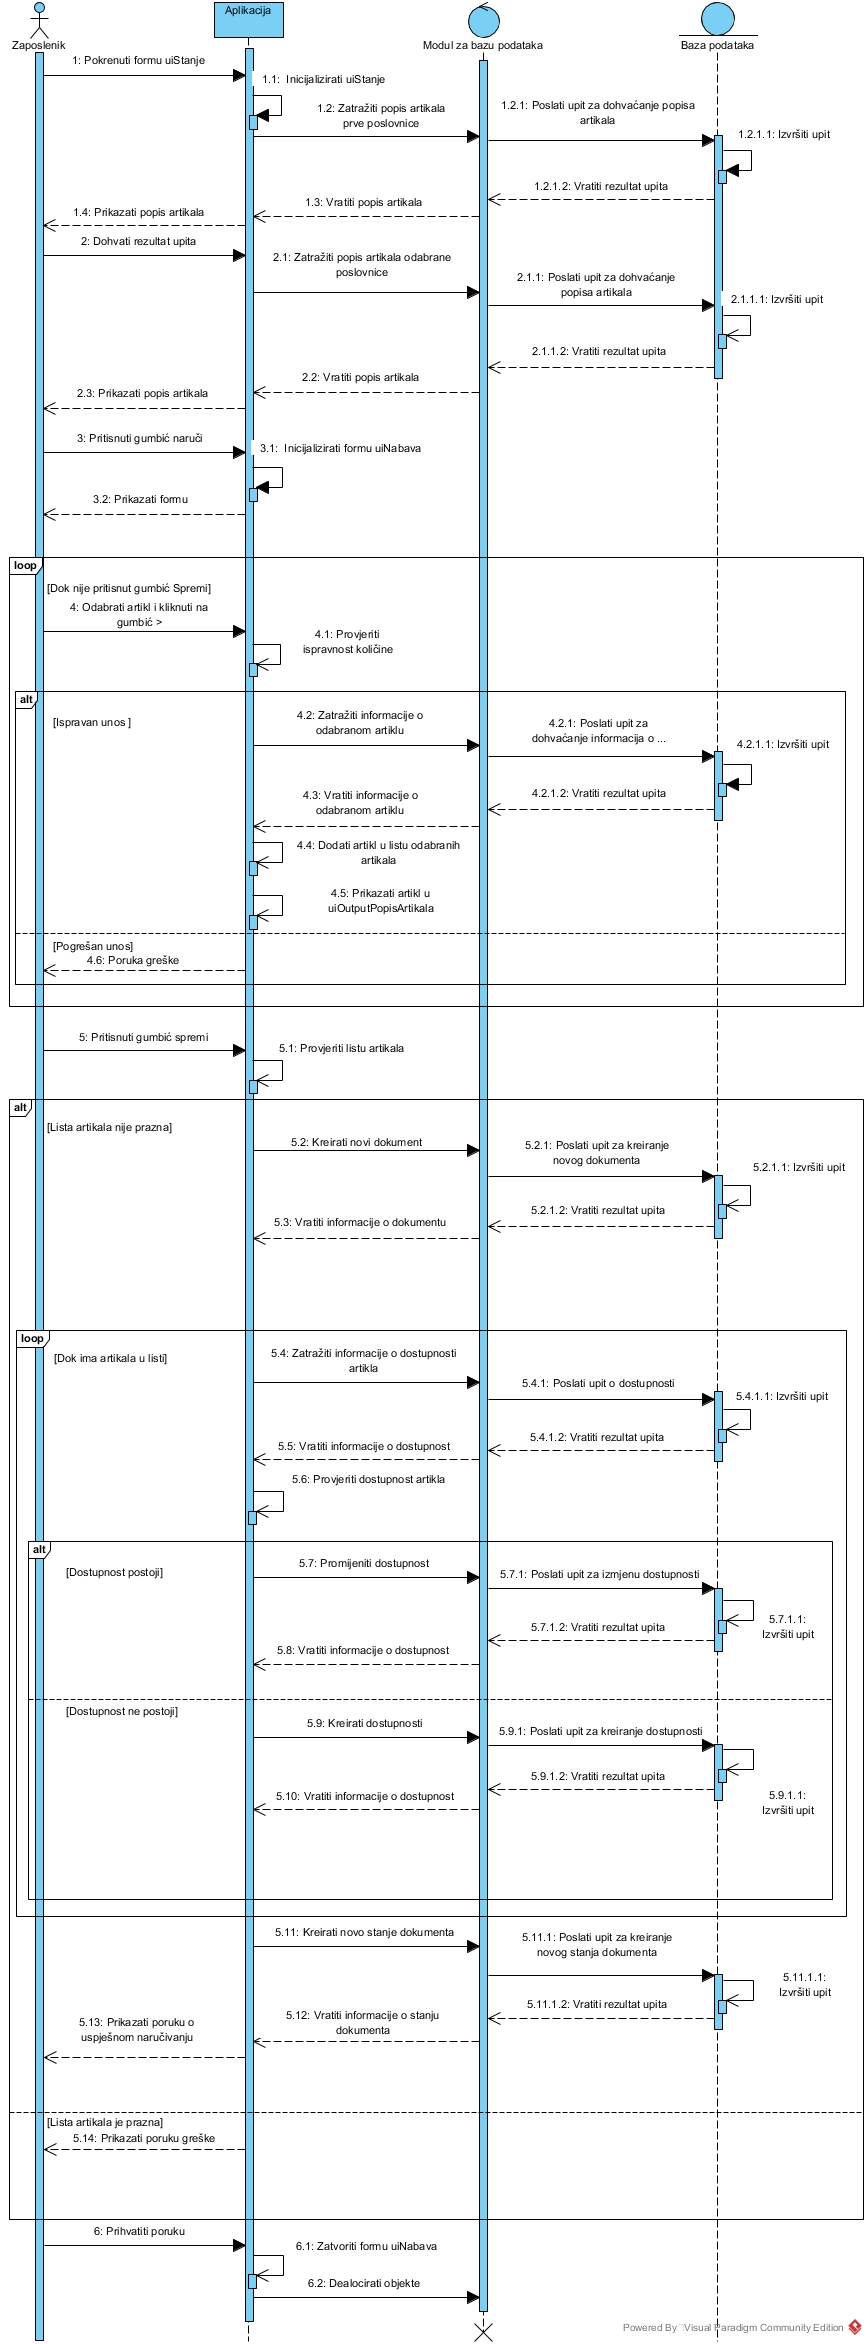 Zaposlenik
Aplikacija
Modul za bazu podataka
Baza podataka
1: Pokrenuti formu uiStanje
1.1:  Inicijalizirati uiStanje
1.2: Zatražiti popis artikala
prve poslovnice
1.2.1: Poslati upit za dohvaćanje popisa
artikala
1.2.1.1: Izvršiti upit
1.2.1.2: Vratiti rezultat upita
1.3: Vratiti popis artikala
1.4: Prikazati popis artikala
2: Dohvati rezultat upita
2.1: Zatražiti popis artikala odabrane
poslovnice
2.1.1: Poslati upit za dohvaćanje
popisa artikala
2.1.1.1: Izvršiti upit
2.1.1.2: Vratiti rezultat upita
2.2: Vratiti popis artikala
2.3: Prikazati popis artikala
3: Pritisnuti gumbić naruči
3.1:  Inicijalizirati formu uiNabava
3.2: Prikazati formu
loop
[Dok nije pritisnut gumbić Spremi]
4: Odabrati artikl i kliknuti na
gumbić >
4.1: Provjeriti
ispravnost količine
alt
[Ispravan unos ]
4.2: Zatražiti informacije o
odabranom artiklu
4.2.1: Poslati upit za
dohvaćanje informacija o ...
4.2.1.1: Izvršiti upit
4.2.1.2: Vratiti rezultat upita
4.3: Vratiti informacije o
odabranom artiklu
4.4: Dodati artikl u listu odabranih
artikala
4.5: Prikazati artikl u
uiOutputPopisArtikala
[Pogrešan unos]
4.6: Poruka greške
5: Pritisnuti gumbić spremi
5.1: Provjeriti listu artikala
alt
[Lista artikala nije prazna]
5.2: Kreirati novi dokument
5.2.1: Poslati upit za kreiranje
novog dokumenta
5.2.1.1: Izvršiti upit
5.2.1.2: Vratiti rezultat upita
5.3: Vratiti informacije o dokumentu
loop
[Dok ima artikala u listi]
5.4: Zatražiti informacije o dostupnosti
artikla
5.4.1: Poslati upit o dostupnosti
5.4.1.1: Izvršiti upit
5.4.1.2: Vratiti rezultat upita
5.5: Vratiti informacije o dostupnost
5.6: Provjeriti dostupnost artikla
alt
[Dostupnost postoji]
5.7: Promijeniti dostupnost
5.7.1: Poslati upit za izmjenu dostupnosti
5.7.1.1:
Izvršiti upit
5.7.1.2: Vratiti rezultat upita
5.8: Vratiti informacije o dostupnost
[Dostupnost ne postoji]
5.9: Kreirati dostupnosti
5.9.1: Poslati upit za kreiranje dostupnosti
5.9.1.2: Vratiti rezultat upita
5.9.1.1:
Izvršiti upit
5.10: Vratiti informacije o dostupnost
5.11: Kreirati novo stanje dokumenta
5.11.1: Poslati upit za kreiranje
novog stanja dokumenta
5.11.1.1:
Izvršiti upit
5.11.1.2: Vratiti rezultat upita
5.12: Vratiti informacije o stanju
dokumenta
5.13: Prikazati poruku o
uspješnom naručivanju
[Lista artikala je prazna]
5.14: Prikazati poruku greške
6: Prihvatiti poruku
6.1: Zatvoriti formu uiNabava
6.2: Dealocirati objekte
Powered By Visual Paradigm Community Edition